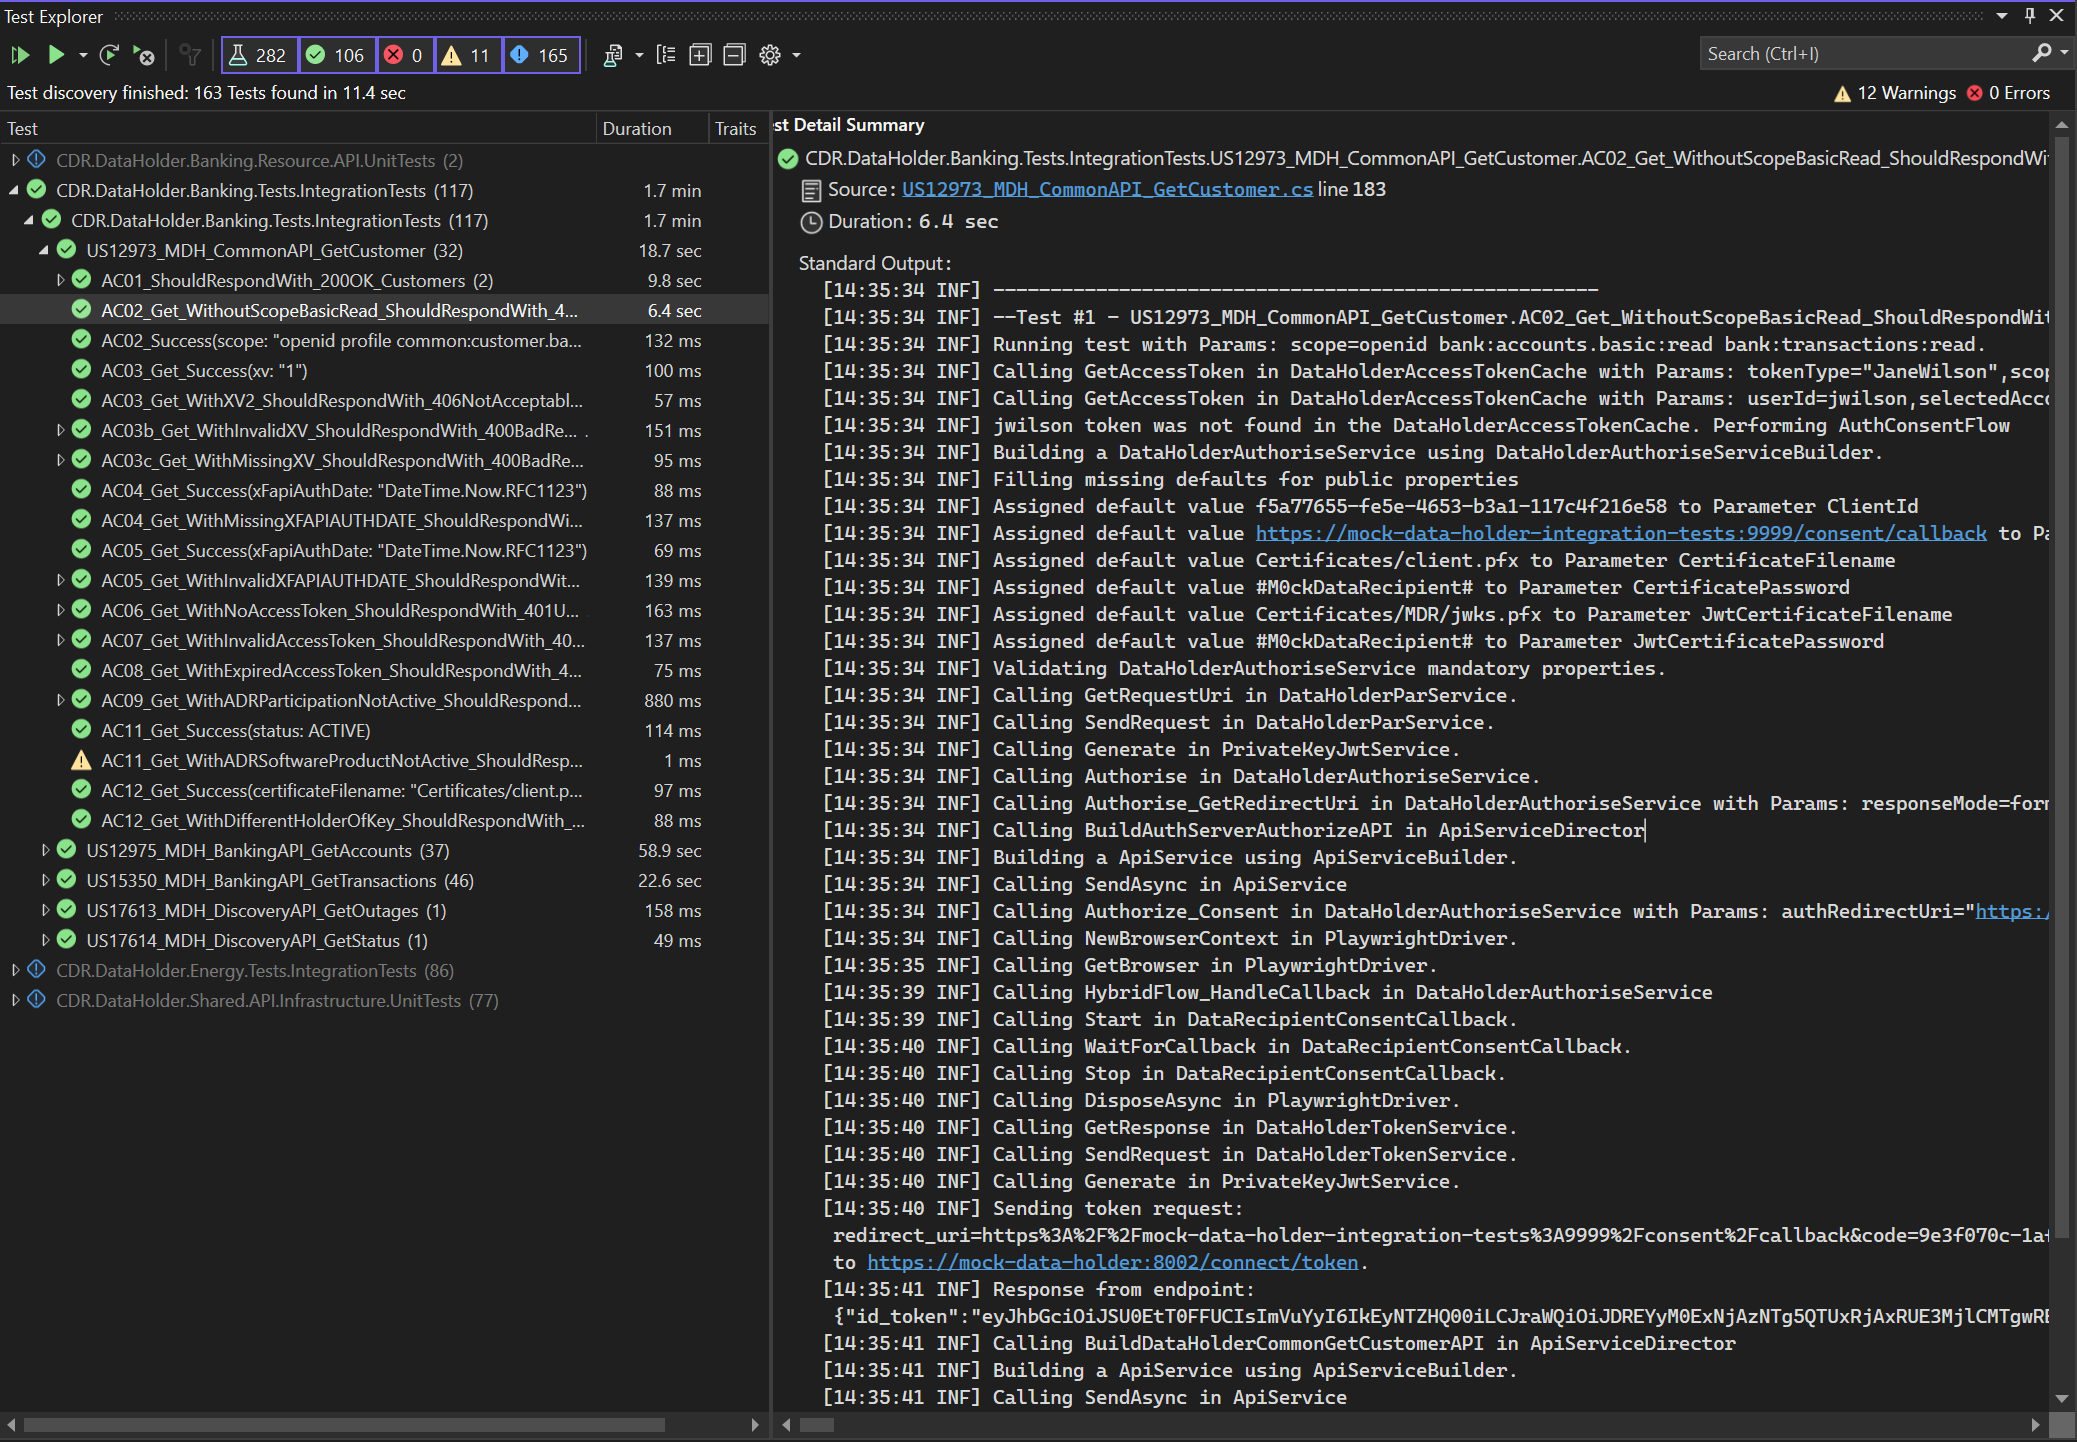 Test Explorer
282 106 0 11 165
Search (Ctrl+I)
Test discovery finished: 163 Tests found in 11.4 sec
12 Warnings 0 Errors
Test Duration Traits
CDR.DataHolder.Banking.Resource.API.UnitTests (2)
CDR.DataHolder.Banking.Tests.IntegrationTests (117) 1.7 min
CDR.DataHolder.Banking.Tests.IntegrationTests (117) 1.7 min
US12973_MDH_CommonAPI_GetCustomer (32) 18.7 sec
AC01_ShouldRespondWith_200OK_Customers (2) 9.8 sec
AC02_Get_WithoutScopeBasicRead_ShouldRespondWith_4... 6.4 sec
AC02_Success(scope: "openid profile common:customer.ba... 132 ms
AC03_Get_Success(xv: "1") 100 ms
AC03_Get_WithXV2_ShouldRespondWith_406NotAcceptabl... 57 ms
AC03b_Get_WithInvalidXV_ShouldRespondWith_400BadRe... . 151 ms
AC03c_Get_WithMissingXV_ShouldRespondWith_400BadRe... 95 ms
AC04_Get_Success(xFapiAuthDate: "DateTime.Now.RFC1123") 88 ms
AC04_Get_WithMissingXFAPIAUTHDATE_ShouldRespondWi... 137 ms
AC05_Get_Success(xFapiAuthDate: "DateTime.Now.RFC1123") 69 ms
AC05_Get_WithInvalidXFAPIAUTHDATE_ShouldRespondWit... 139 ms
AC06_Get_WithNoAccessToken_ShouldRespondWith_401U... 163 ms
AC07_Get_WithInvalidAccessToken_ShouldRespondWith_40... 137 ms
AC08_Get_WithExpiredAccessToken_ShouldRespondWith_4... 75 ms
AC09_Get_WithADRParticipationNotActive_ShouldRespond... 880 ms
AC11_Get_Success(status: ACTIVE) 114 ms
AC11_Get_WithADRSoftwareProductNotActive_ShouldResp... 1 ms
AC12_Get_Success(certificateFilename: "Certificates/client.p... 97 ms
AC12_Get_WithDifferentHolderOfKey_ShouldRespondWith_... 88 ms
US12975_MDH_BankingAPI_GetAccounts (37) 58.9 sec
US15350_MDH_BankingAPI_GetTransactions (46) 22.6 sec
US17613_MDH_DiscoveryAPI_GetOutages (1) 158 ms
US17614_MDH_DiscoveryAPI_GetStatus (1) 49 ms
CDR.DataHolder.Energy.Tests.IntegrationTests (86)
CDR.DataHolder.Shared.API.Infrastructure.UnitTests (77)
st Detail Summary
CDR.DataHolder.Banking.Tests.IntegrationTests.US12973_MDH_CommonAPI_GetCustomer.AC02_Get_WithoutScopeBasicRead_ShouldRespondWi
Source: US12973_MDH_CommonAPI_GetCustomer.cs line 183
Duration: 6.4 sec
Standard Output:
[14:35:34 INF] -----------------------------------------------------
[14:35:34 INF] --Test #1 - US12973_MDH_CommonAPI_GetCustomer.AC02_Get_WithoutScopeBasicRead_ShouldRespondWit
[14:35:34 INF] Running test with Params: scope=openid bank:accounts.basic:read bank:transactions:read.
[14:35:34 INF] Calling GetAccessToken in DataHolderAccessTokenCache with Params: tokenType="JaneWilson",scop
[14:35:34 INF] Calling GetAccessToken in DataHolderAccessTokenCache with Params: userId=jwilson,selectedAcco
[14:35:34 INF] jwilson token was not found in the DataHolderAccessTokenCache. Performing AuthConsentFlow
[14:35:34 INF] Building a DataHolderAuthoriseService using DataHolderAuthoriseServiceBuilder.
[14:35:34 INF] Filling missing defaults for public properties
[14:35:34 INF] Assigned default value f5a77655-fe5e-4653-b3a1-117c4f216e58 to Parameter ClientId
[14:35:34 INF] Assigned default value https://mock-data-holder-integration-tests:9999/consent/callback to Pa
[14:35:34 INF] Assigned default value Certificates/client.pfx to Parameter CertificateFilename
[14:35:34 INF] Assigned default value #M0ckDataRecipient# to Parameter CertificatePassword
[14:35:34 INF] Assigned default value Certificates/MDR/jwks.pfx to Parameter JwtCertificateFilename
[14:35:34 INF] Assigned default value #M0ckDataRecipient# to Parameter JwtCertificatePassword
[14:35:34 INF] Validating DataHolderAuthoriseService mandatory properties.
[14:35:34 INF] Calling GetRequestUri in DataHolderParService.
[14:35:34 INF] Calling SendRequest in DataHolderParService.
[14:35:34 INF] Calling Generate in PrivateKeyJwtService.
[14:35:34 INF] Calling Authorise in DataHolderAuthoriseService.
[14:35:34 INF] Calling Authorise_GetRedirectUri in DataHolderAuthoriseService with Params: responseMode=form
[14:35:34 INF] Calling BuildAuthServerAuthorizeAPI in ApiServiceDirector
[14:35:34 INF] Building a ApiService using ApiServiceBuilder.
[14:35:34 INF] Calling SendAsync in ApiService
[14:35:34 INF] Calling Authorize_Consent in DataHolderAuthoriseService with Params: authRedirectUri="https:/
[14:35:34 INF] Calling NewBrowserContext in PlaywrightDriver.
[14:35:35 INF] Calling GetBrowser in PlaywrightDriver.
[14:35:39 INF] Calling HybridFlow_HandleCallback in DataHolderAuthoriseService
[14:35:39 INF] Calling Start in DataRecipientConsentCallback.
[14:35:40 INF] Calling WaitForCallback in DataRecipientConsentCallback.
[14:35:40 INF] Calling Stop in DataRecipientConsentCallback.
[14:35:40 INF] Calling DisposeAsync in PlaywrightDriver.
[14:35:40 INF] Calling GetResponse in DataHolderTokenService.
[14:35:40 INF] Calling SendRequest in DataHolderTokenService.
[14:35:40 INF] Calling Generate in PrivateKeyJwtService.
[14:35:40 INF] Sending token request:
redirect_uri=https%3A%2F%2Fmock-data-holder-integration-tests%3A9999%2Fconsent%2Fcallback&code=9e3f070c-1af
to https://mock-data-holder:8002/connect/token.
[14:35:41 INF] Response from endpoint:
{"id_token":"eyJhbGciOiJSU0EtT0FFUCIsImVuYyI6IkEyNTZHQ00iLCJraWQiOiJDREYyM0ExNjAzNTg5QTUxRjAxRUE3MjlCMTgwRE
[14:35:41 INF] Calling BuildDataHolderCommonGetCustomerAPI in ApiServiceDirector
[14:35:41 INF] Building a ApiService using ApiServiceBuilder.
[14:35:41 INF] Calling SendAsync in ApiService